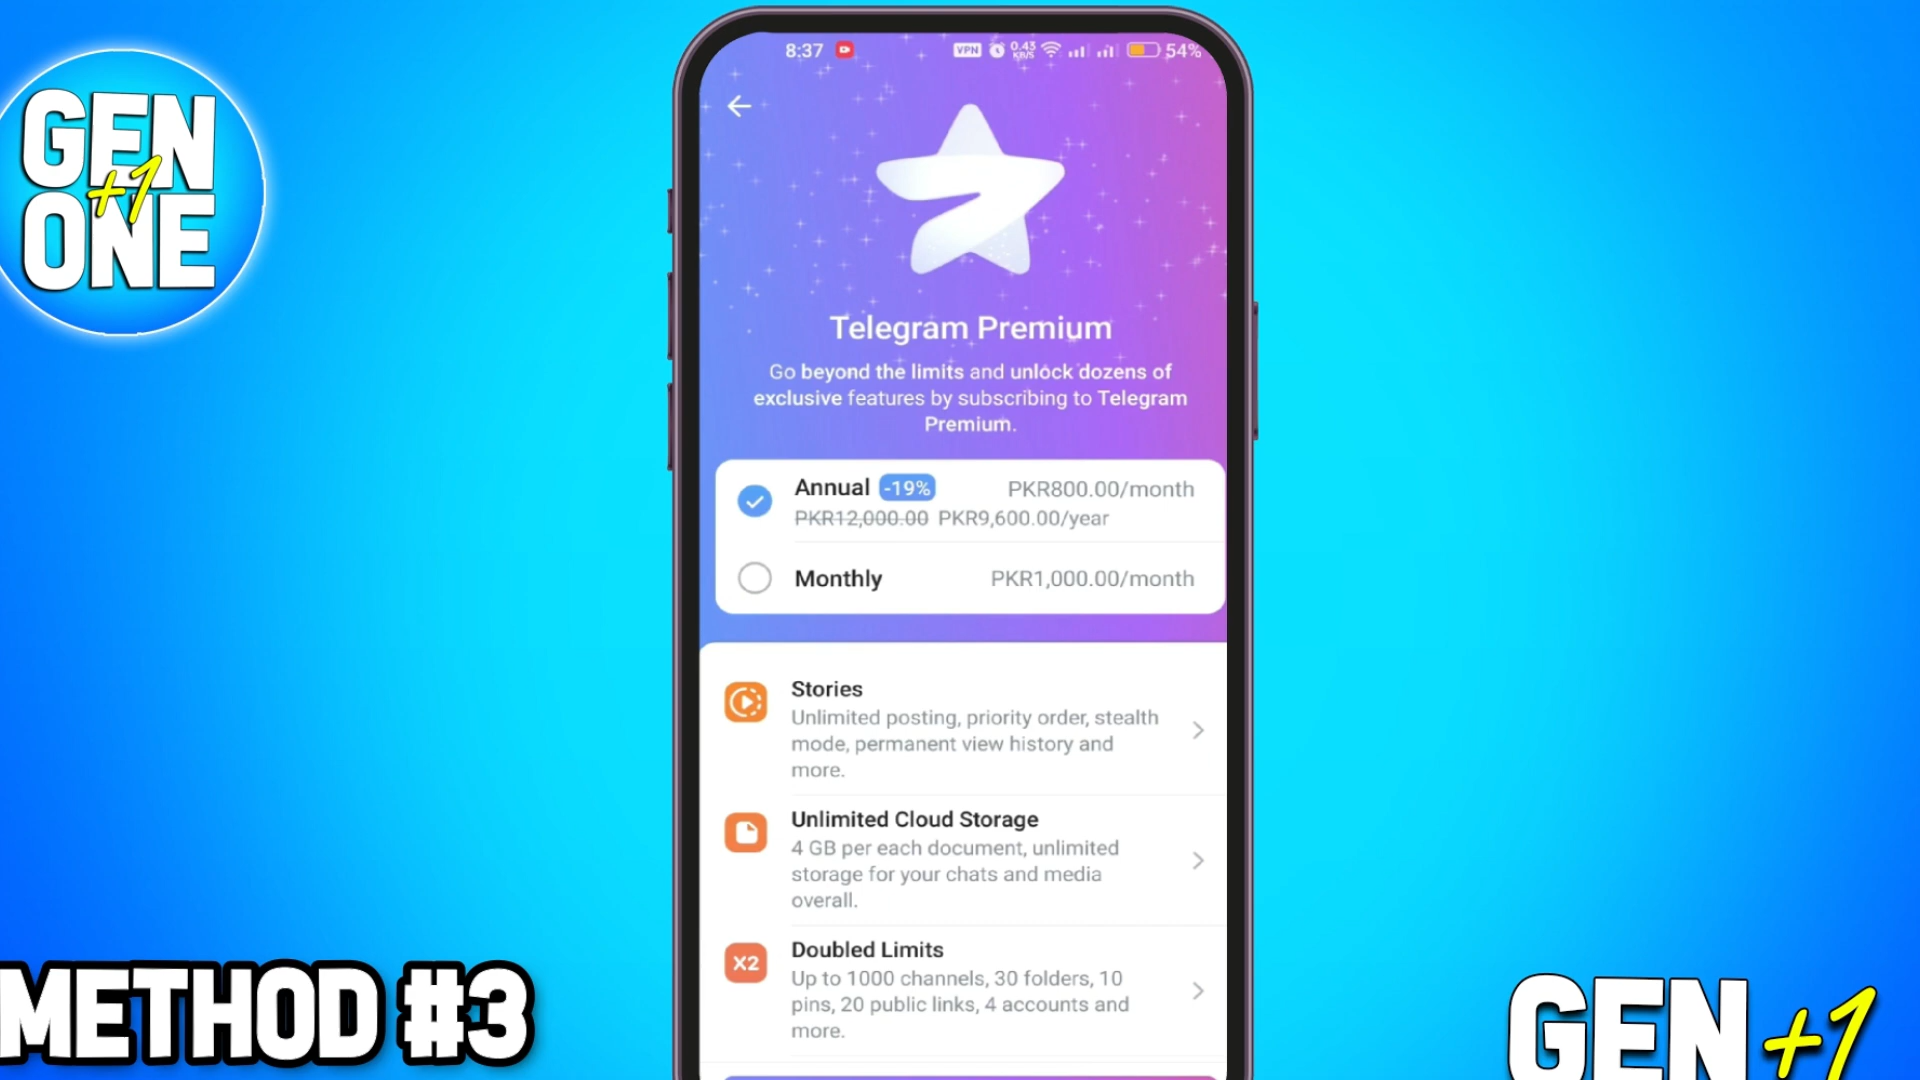 GEN
+1
ONE
8:37
VPN 0.43 KB/S 54%
Telegram Premium
Go beyond the limits and unlock dozens of
exclusive features by subscribing to Telegram
Premium.
Annual -19% PKR800.00/month
PKR12,000.00 PKR9,600.00/year
Monthly PKR1,000.00/month
Stories
Unlimited posting, priority order, stealth
mode, permanent view history and
more.
Unlimited Cloud Storage
4 GB per each document, unlimited
storage for your chats and media
overall.
Doubled Limits
X2
Up to 1000 channels, 30 folders, 10
pins, 20 public links, 4 accounts and
more.
METHOD #3
GEN +1